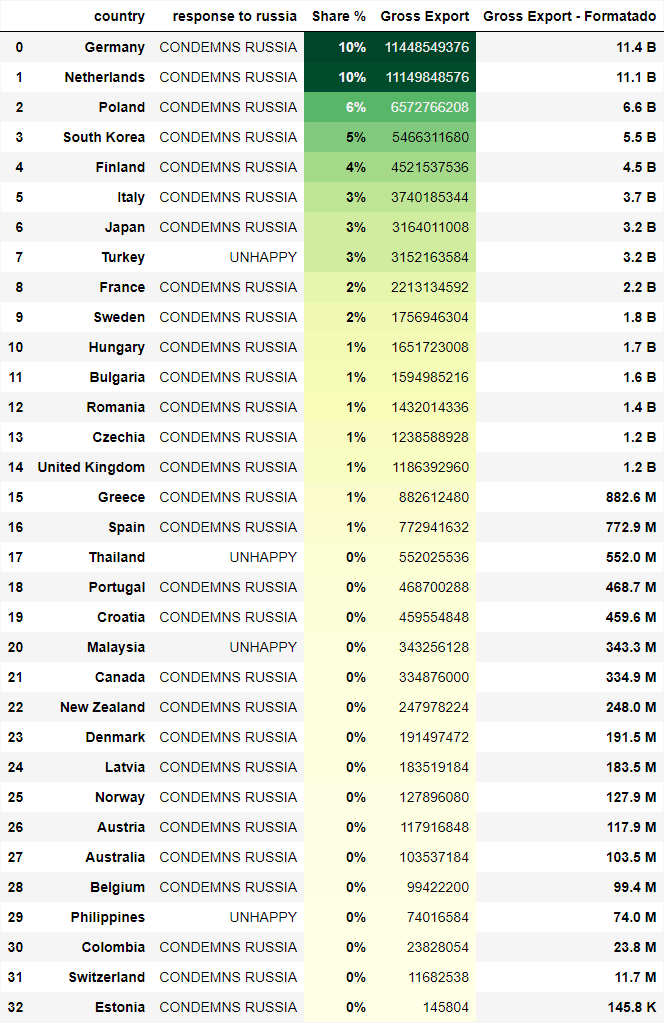 country response to russia Share % Gross Export Gross Export - Formatado
0 Germany CONDEMNS RUSSIA 10% 11448549376 11.4 B
1 Netherlands CONDEMNS RUSSIA 10% 11149848576 11.1 B
2 Poland CONDEMNS RUSSIA 6% 6572766208 6.6 B
3 South Korea CONDEMNS RUSSIA 5% 5466311680 5.5 B
4 Finland CONDEMNS RUSSIA 4% 4521537536 4.5 B
5 Italy CONDEMNS RUSSIA 3% 3740185344 3.7 B
6 Japan CONDEMNS RUSSIA 3% 3164011008 3.2 B
7 Turkey UNHAPPY 3% 3152163584 3.2 B
8 France CONDEMNS RUSSIA 2% 2213134592 2.2 B
9 Sweden CONDEMNS RUSSIA 2% 1756946304 1.8 B
10 Hungary CONDEMNS RUSSIA 1% 1651723008 1.7 B
11 Bulgaria CONDEMNS RUSSIA 1% 1594985216 1.6 B
12 Romania CONDEMNS RUSSIA 1% 1432014336 1.4 B
13 Czechia CONDEMNS RUSSIA 1% 1238588928 1.2 B
14 United Kingdom CONDEMNS RUSSIA 1% 1186392960 1.2 B
15 Greece CONDEMNS RUSSIA 1% 882612480 882.6 M
16 Spain CONDEMNS RUSSIA 1% 772941632 772.9 M
17 Thailand UNHAPPY 0% 552025536 552.0 M
18 Portugal CONDEMNS RUSSIA 0% 468700288 468.7 M
19 Croatia CONDEMNS RUSSIA 0% 459554848 459.6 M
20 Malaysia UNHAPPY 0% 343256128 343.3 M
21 Canada CONDEMNS RUSSIA 0% 334876000 334.9 M
22 New Zealand CONDEMNS RUSSIA 0% 247978224 248.0 M
23 Denmark CONDEMNS RUSSIA 0% 191497472 191.5 M
24 Latvia CONDEMNS RUSSIA 0% 183519184 183.5 M
25 Norway CONDEMNS RUSSIA 0% 127896080 127.9 M
26 Austria CONDEMNS RUSSIA 0% 117916848 117.9 M
27 Australia CONDEMNS RUSSIA 0% 103537184 103.5 M
28 Belgium CONDEMNS RUSSIA 0% 99422200 99.4 M
29 Philippines UNHAPPY 0% 74016584 74.0 M
30 Colombia CONDEMNS RUSSIA 0% 23828054 23.8 M
31 Switzerland CONDEMNS RUSSIA 0% 11682538 11.7 M
32 Estonia CONDEMNS RUSSIA 0% 145804 145.8 K